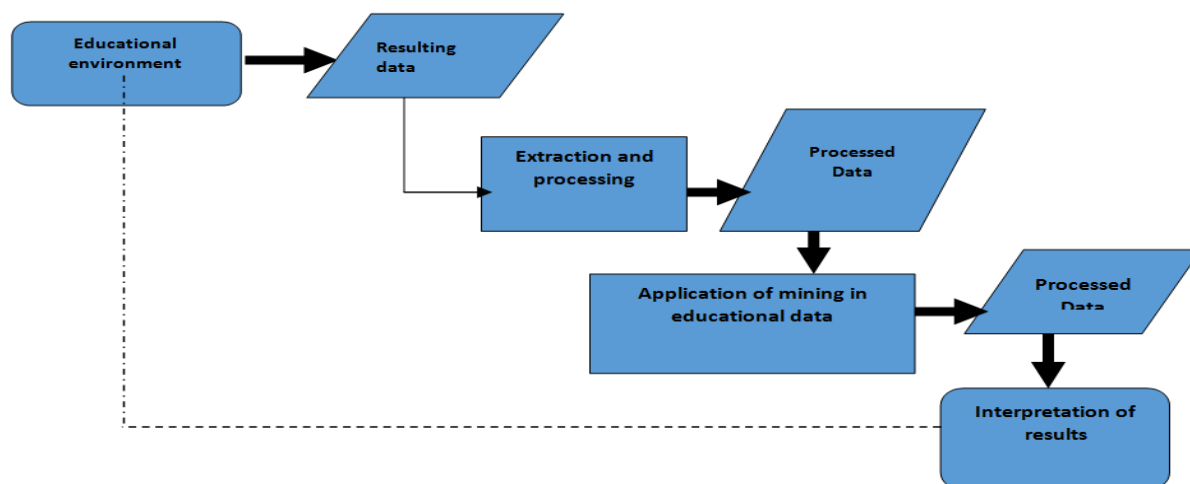 Educational
environment
Resulting
data
Extraction and
processing
Processed
Data
Application of mining in
educational data
Processed
Data
Interpretation of
results